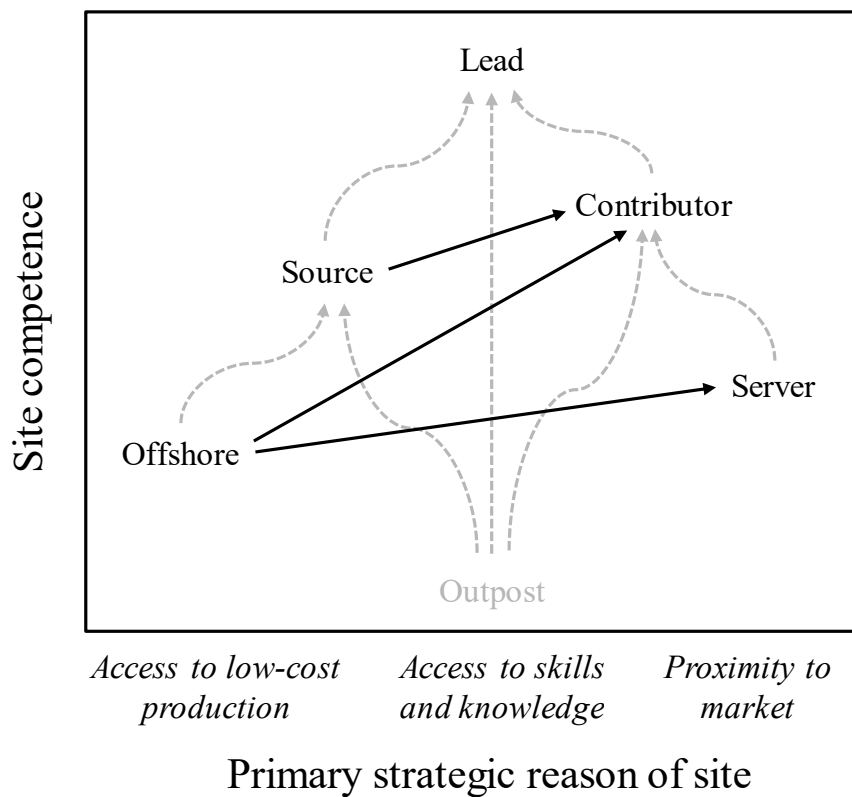 Lead
Contributor
Source
Server
Offshore
Outpost
Site competence
Access to low-cost
production
Access to skills
and knowledge
Proximity to
market
Primary strategic reason of site